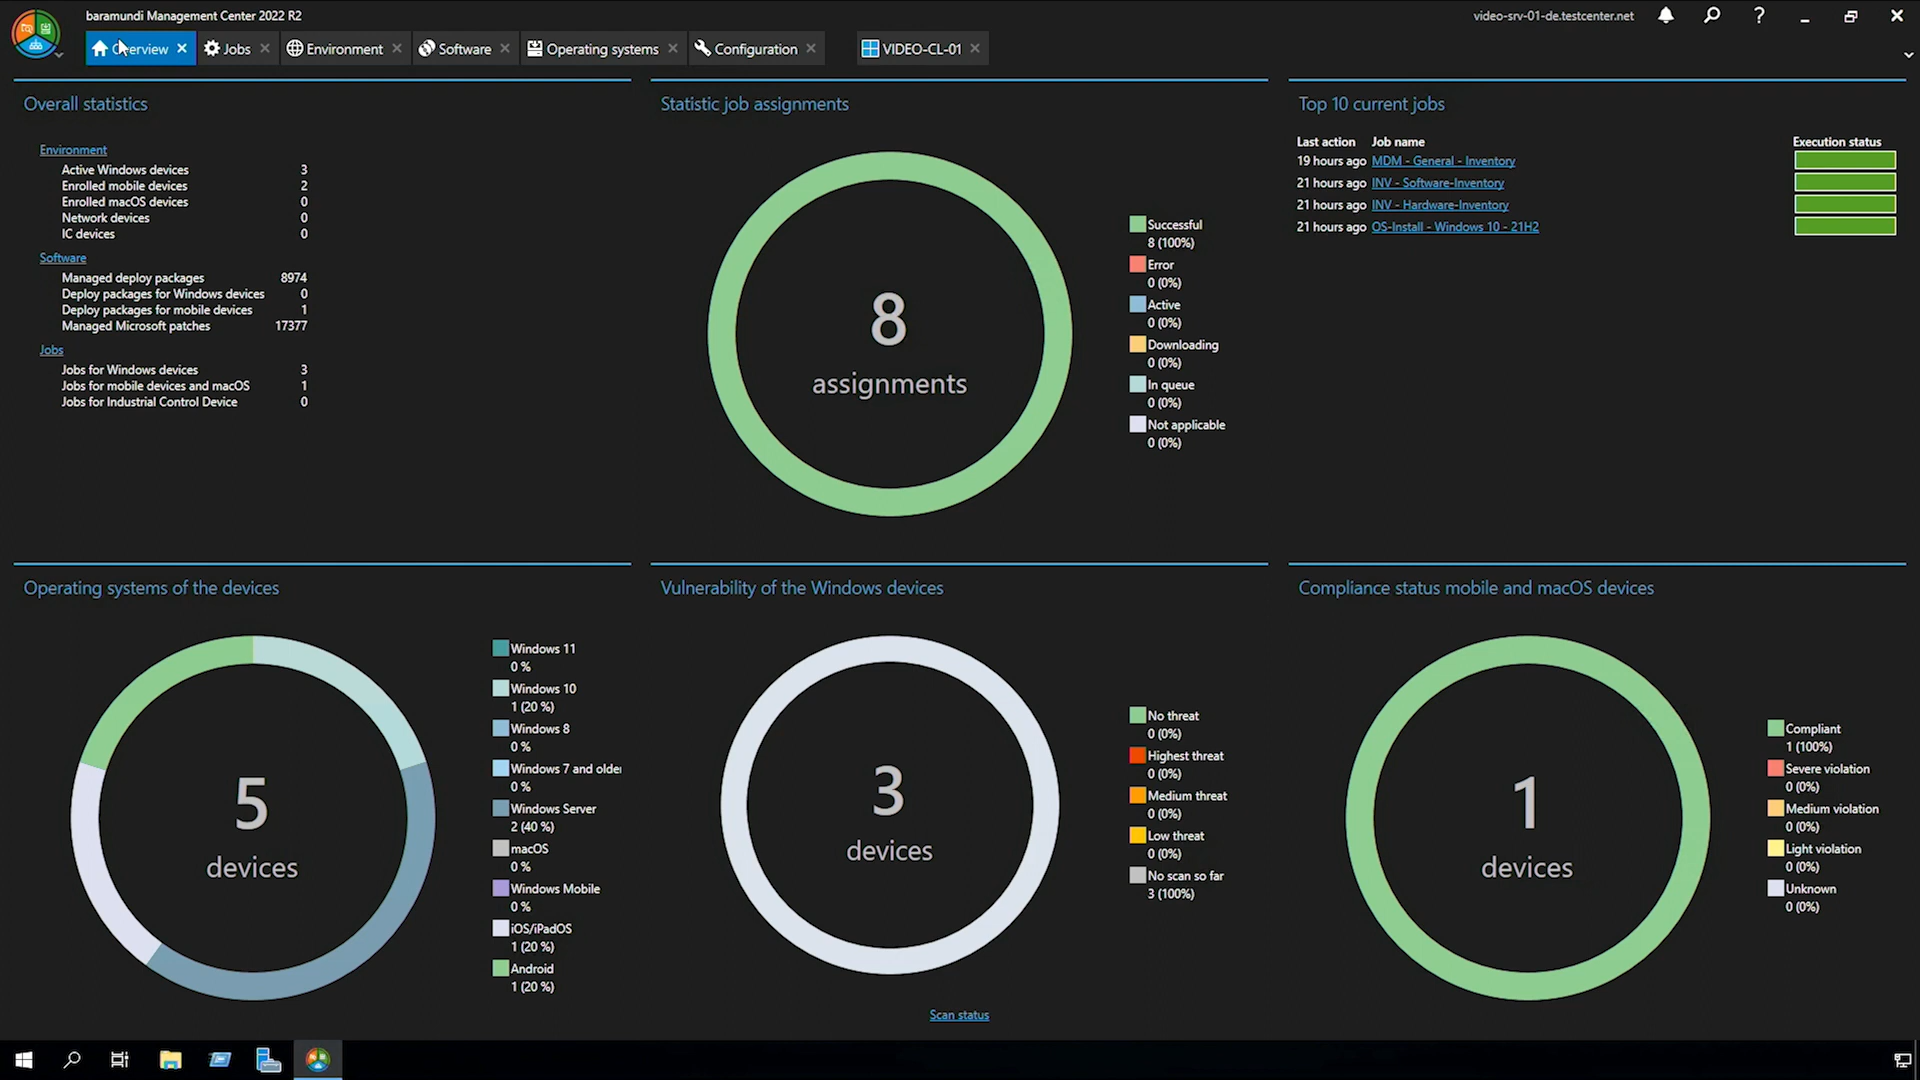 baramundi Management Center 2022 R2
video-srv-01-de.testcenter.net
Overview
Jobs
Environment
Software
Operating systems
Configuration
VIDEO-CL-01
Overall statistics
Environment
Active Windows devices 3
Enrolled mobile devices 2
Enrolled macOS devices 0
Network devices 0
IC devices 0
Software
Managed deploy packages 8974
Deploy packages for Windows devices 0
Deploy packages for mobile devices 1
Managed Microsoft patches 17377
Jobs
Jobs for Windows devices 3
Jobs for mobile devices and macOS 1
Jobs for Industrial Control Device 0
Statistic job assignments
8
assignments
Successful
8 (100%)
Error
0 (0%)
Active
0 (0%)
Downloading
0 (0%)
In queue
0 (0%)
Not applicable
0 (0%)
Top 10 current jobs
Last action Job name Execution status
19 hours ago MDM - General - Inventory
21 hours ago INV - Software-Inventory
21 hours ago INV - Hardware-Inventory
21 hours ago OS-Install - Windows 10 - 21H2
Operating systems of the devices
5
devices
Windows 11
0 %
Windows 10
1 (20 %)
Windows 8
0 %
Windows 7 and older
0 %
Windows Server
2 (40 %)
macOS
0 %
Windows Mobile
0 %
iOS/iPadOS
1 (20 %)
Android
1 (20 %)
Vulnerability of the Windows devices
3
devices
No threat
0 (0%)
Highest threat
0 (0%)
Medium threat
0 (0%)
Low threat
0 (0%)
No scan so far
3 (100%)
Scan status
Compliance status mobile and macOS devices
1
devices
Compliant
1 (100%)
Severe violation
0 (0%)
Medium violation
0 (0%)
Light violation
0 (0%)
Unknown
0 (0%)